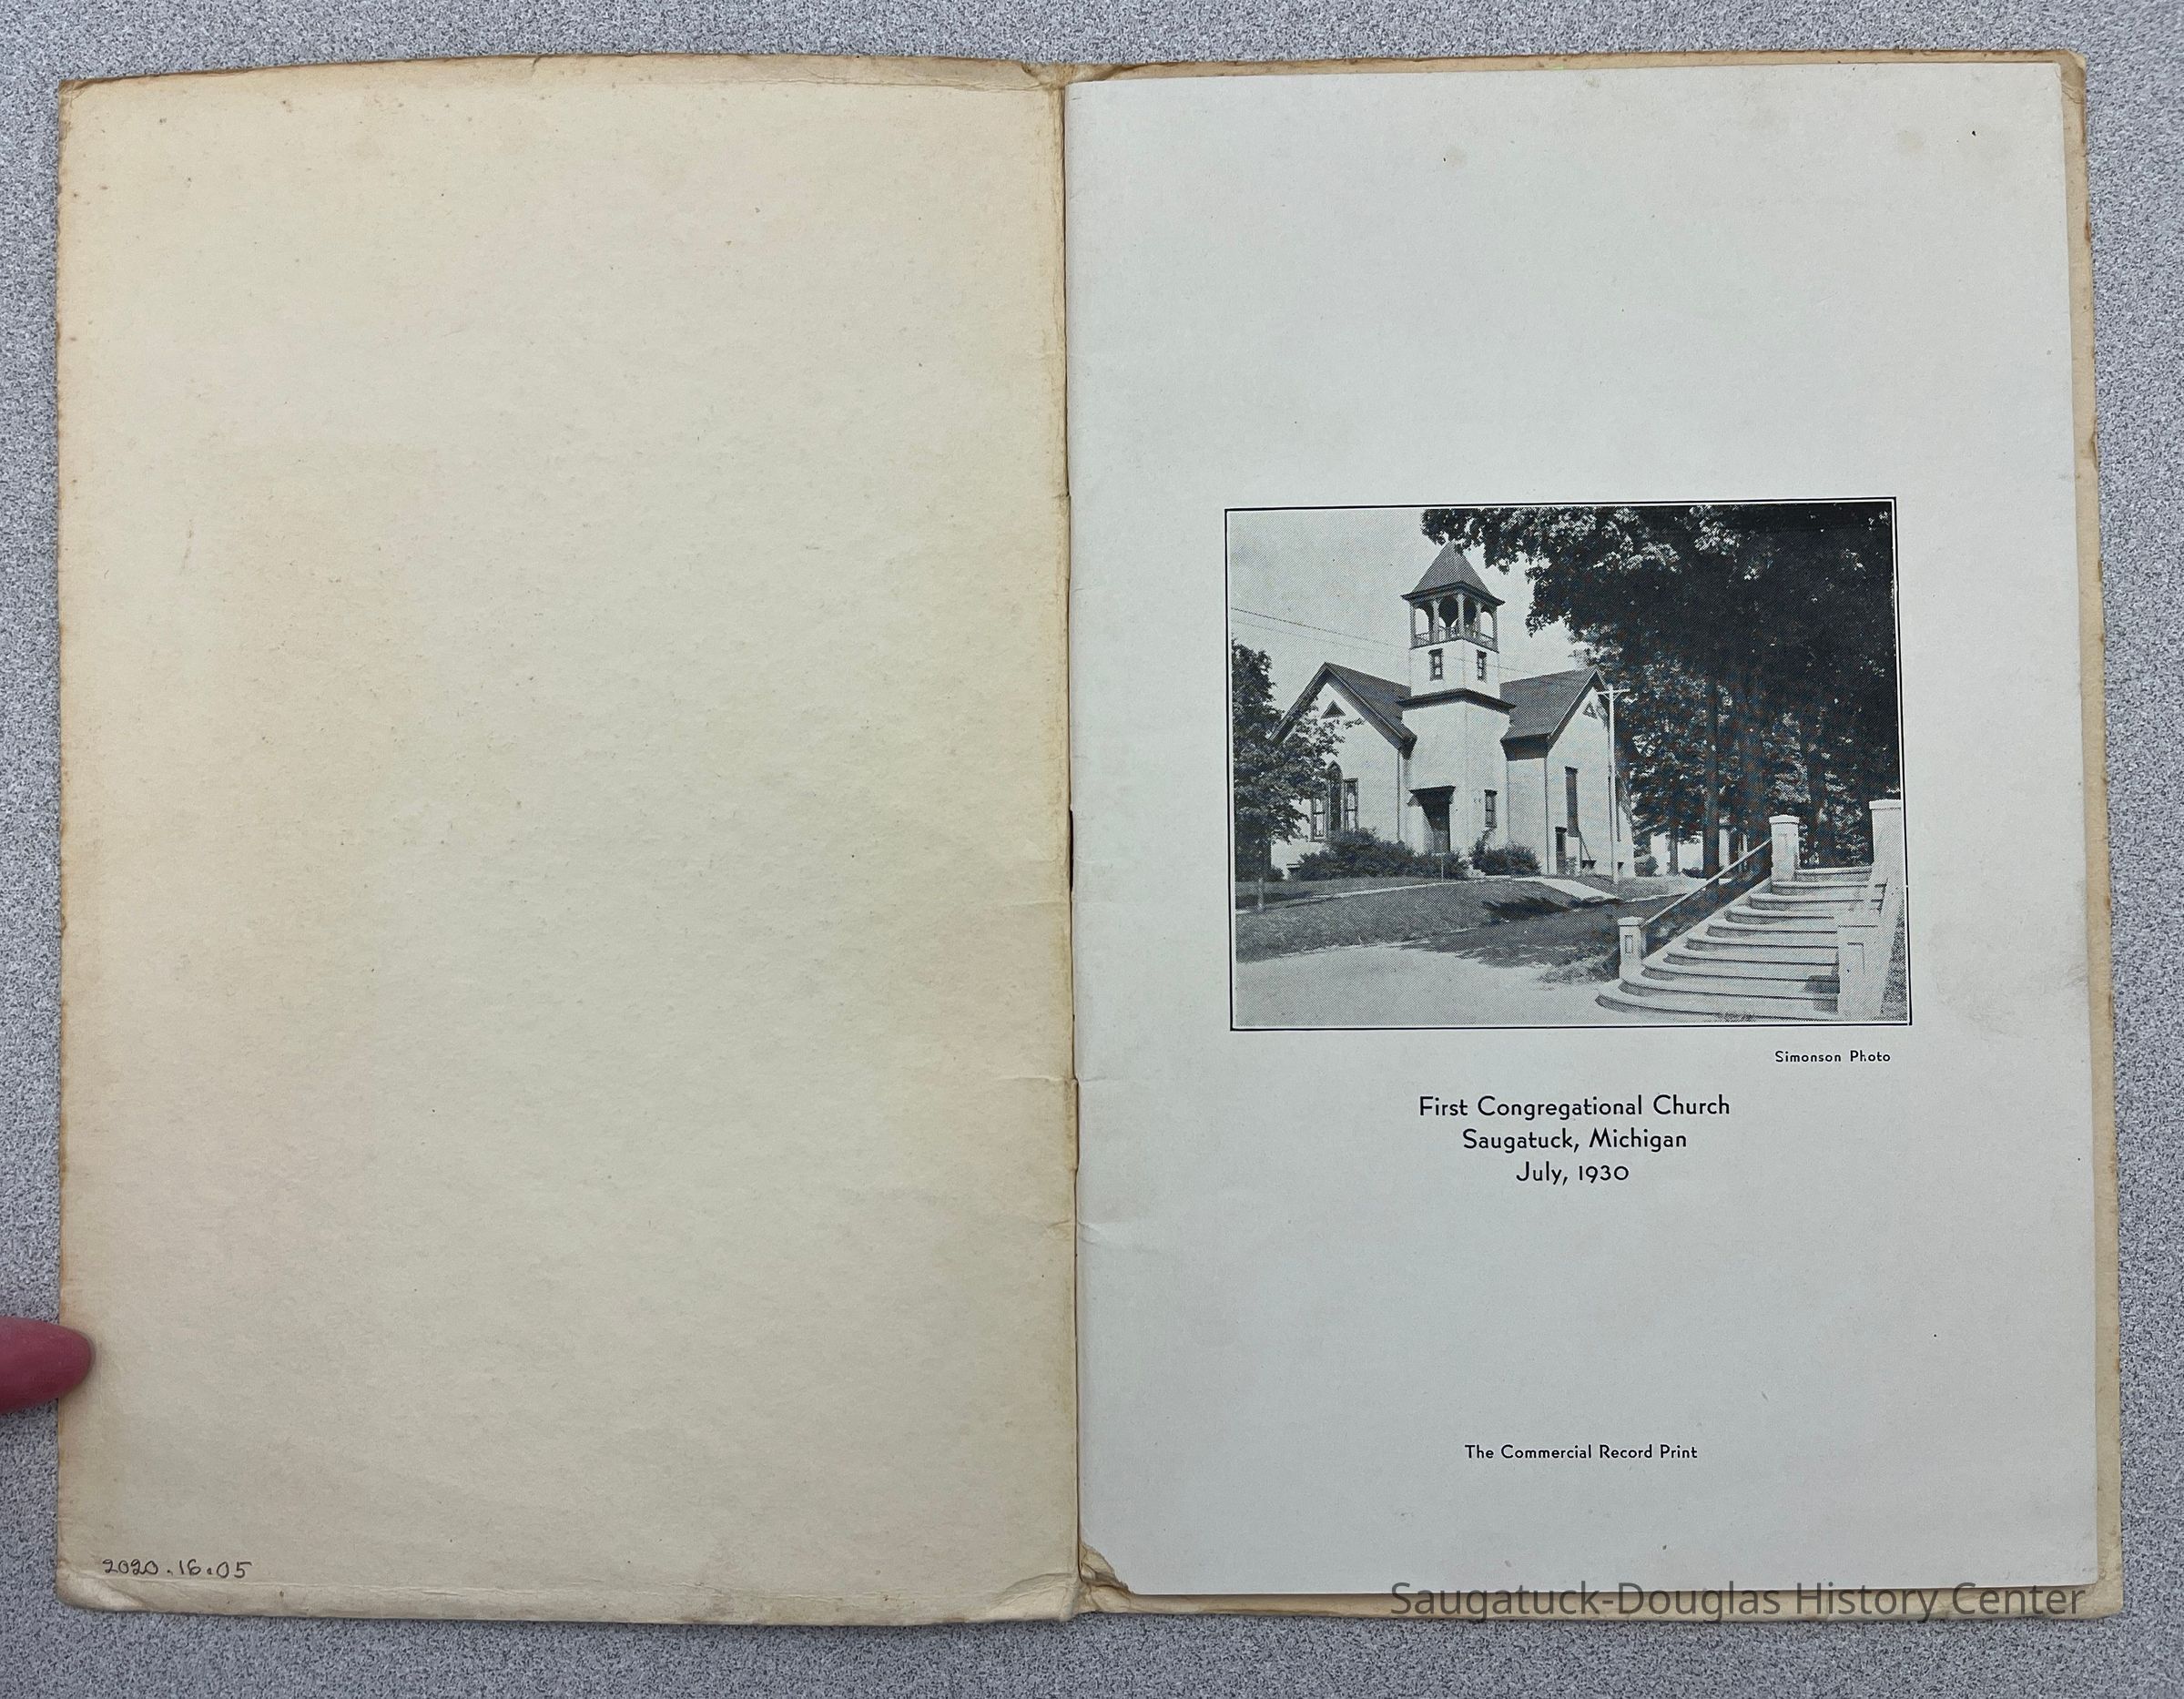 2020.16.05
Simonson Photo
First Congregational Church
Saugatuck, Michigan
July, 1930
The Commercial Record Print
Saugatuck-Douglas History Center